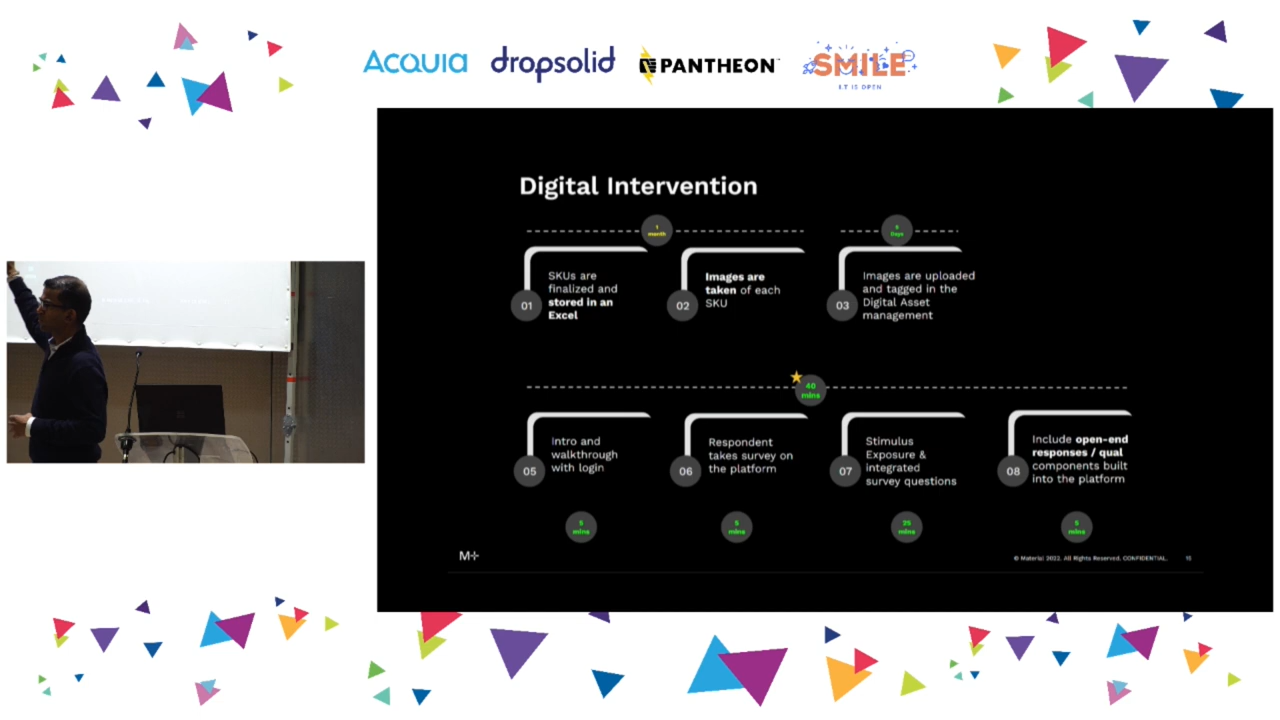 ACQUIA dropsolid PANTHEON SMILE
IT IS OPEN
Digital Intervention
1
month
5
Days
01
SKUs are
finalized and
stored in an
Excel
02
Images are
taken of each
SKU
03
Images are uploaded
and tagged in the
Digital Asset
management
40
mins
05
Intro and
walkthrough
with login
06
Respondent
takes survey on
the platform
07
Stimulus
Exposure &
integrated
survey questions
08
Include open-end
responses / qual
components built
into the platform
5
mins
5
mins
25
mins
5
mins
M+
© Material 2022. All Rights Reserved. CONFIDENTIAL. 15